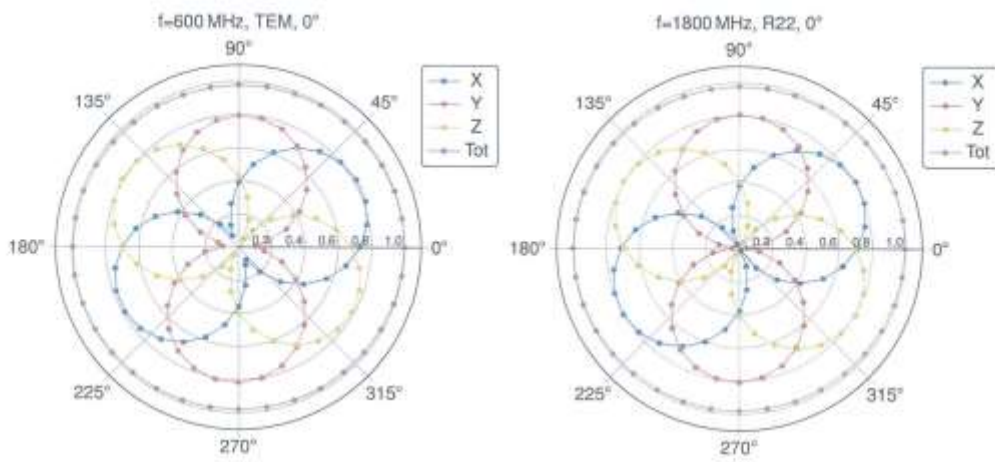 f=600 MHz, TEM, 0°
90°
135°
45°
X
Y
Z
Tot
180°
0.2 0.4 0.6 0.8 1.0
0°
225°
315°
270°
f=1800 MHz, R22, 0°
90°
135°
45°
X
Y
Z
Tot
180°
0.2 0.4 0.6 0.8 1.0
0°
225°
315°
270°